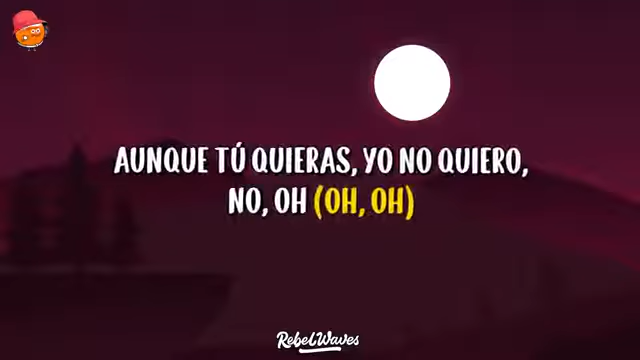 AUNQUE TÚ QUIERAS, YO NO QUIERO,
NO, OH (OH, OH)
RebelWaves